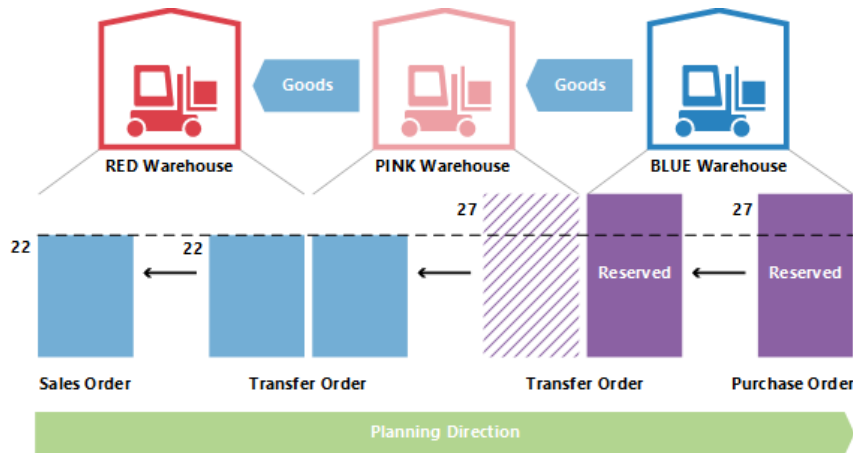 Goods
Goods
RED Warehouse
PINK Warehouse
BLUE Warehouse
27
27
22
22
Reserved
Reserved
Sales Order
Transfer Order
Transfer Order
Purchase Order
Planning Direction